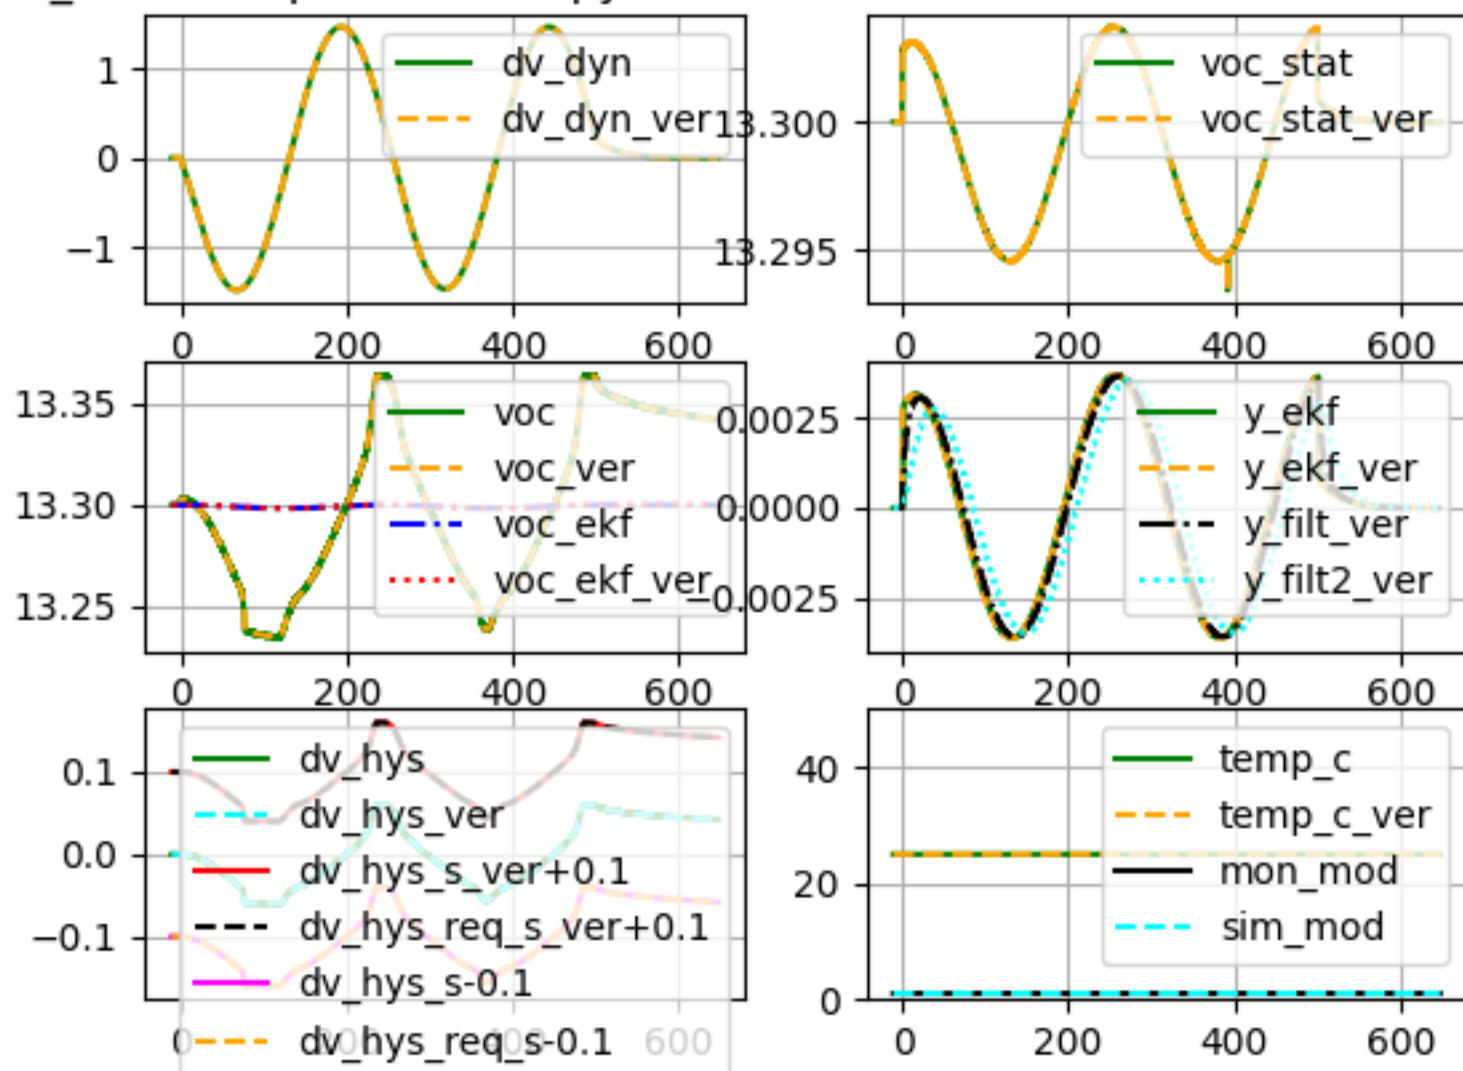 1
0
−1
dv_dyn
dv_dyn_ver
0 200 400 600
13.300
13.295
voc_stat
voc_stat_ver
0 200 400 600
13.35
13.30
13.25
voc
voc_ver
voc_ekf
voc_ekf_ver
0 200 400 600
0.0025
0.0000
0.0025
y_ekf
y_ekf_ver
y_filt_ver
y_filt2_ver
0 200 400 600
0.1
0.0
−0.1
dv_hys
dv_hys_ver
dv_hys_s_ver+0.1
dv_hys_req_s_ver+0.1
dv_hys_s-0.1
dv_hys_req_s-0.1
0 200 400 600
40
20
0
temp_c
temp_c_ver
mon_mod
sim_mod
0 200 400 600